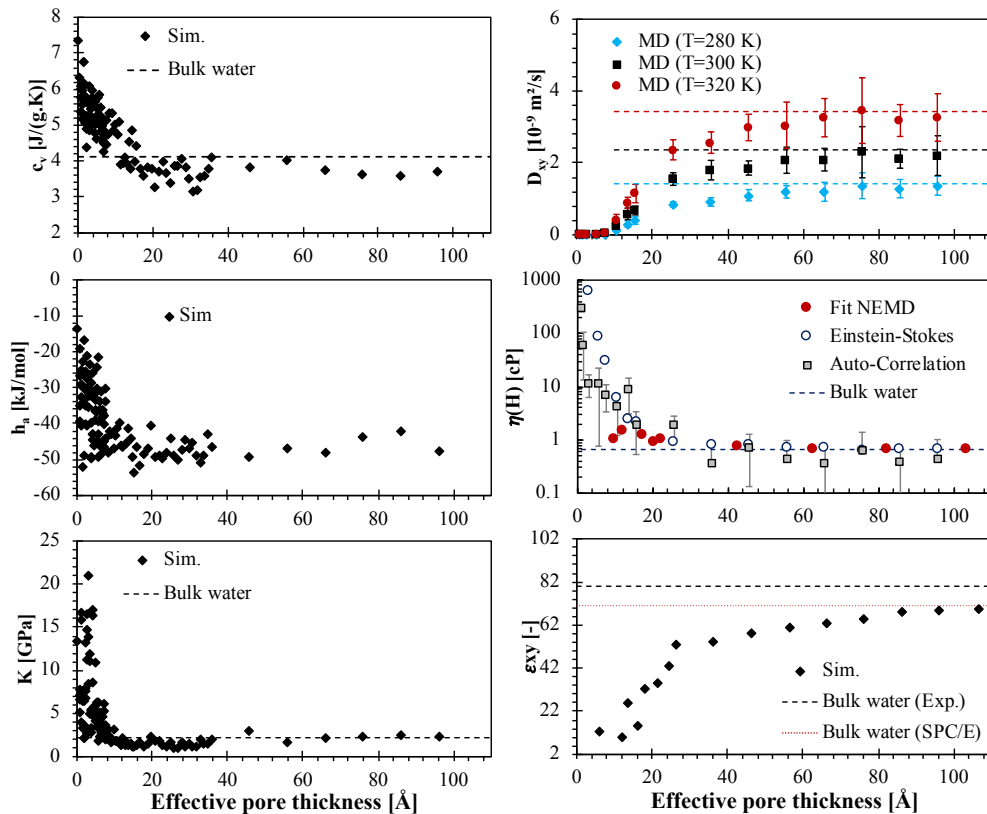 8
7
6
5
4
3
2
c_v [J/(g.K)]
Sim.
Bulk water
0 20 40 60 80 100
6
4
2
0
D_xy [10⁻⁹ m²/s]
MD (T=280 K)
MD (T=300 K)
MD (T=320 K)
0 20 40 60 80 100
0
-10
-20
-30
-40
-50
-60
h_a [kJ/mol]
Sim
0 20 40 60 80 100
1000
100
10
1
0.1
η(H) [cP]
Fit NEMD
Einstein-Stokes
Auto-Correlation
Bulk water
0 20 40 60 80 100
25
20
15
10
5
0
K [GPa]
Sim.
Bulk water
0 20 40 60 80 100
Effective pore thickness [Å]
102
82
62
42
22
2
εxy [-]
Sim.
Bulk water (Exp.)
Bulk water (SPC/E)
0 20 40 60 80 100
Effective pore thickness [Å]